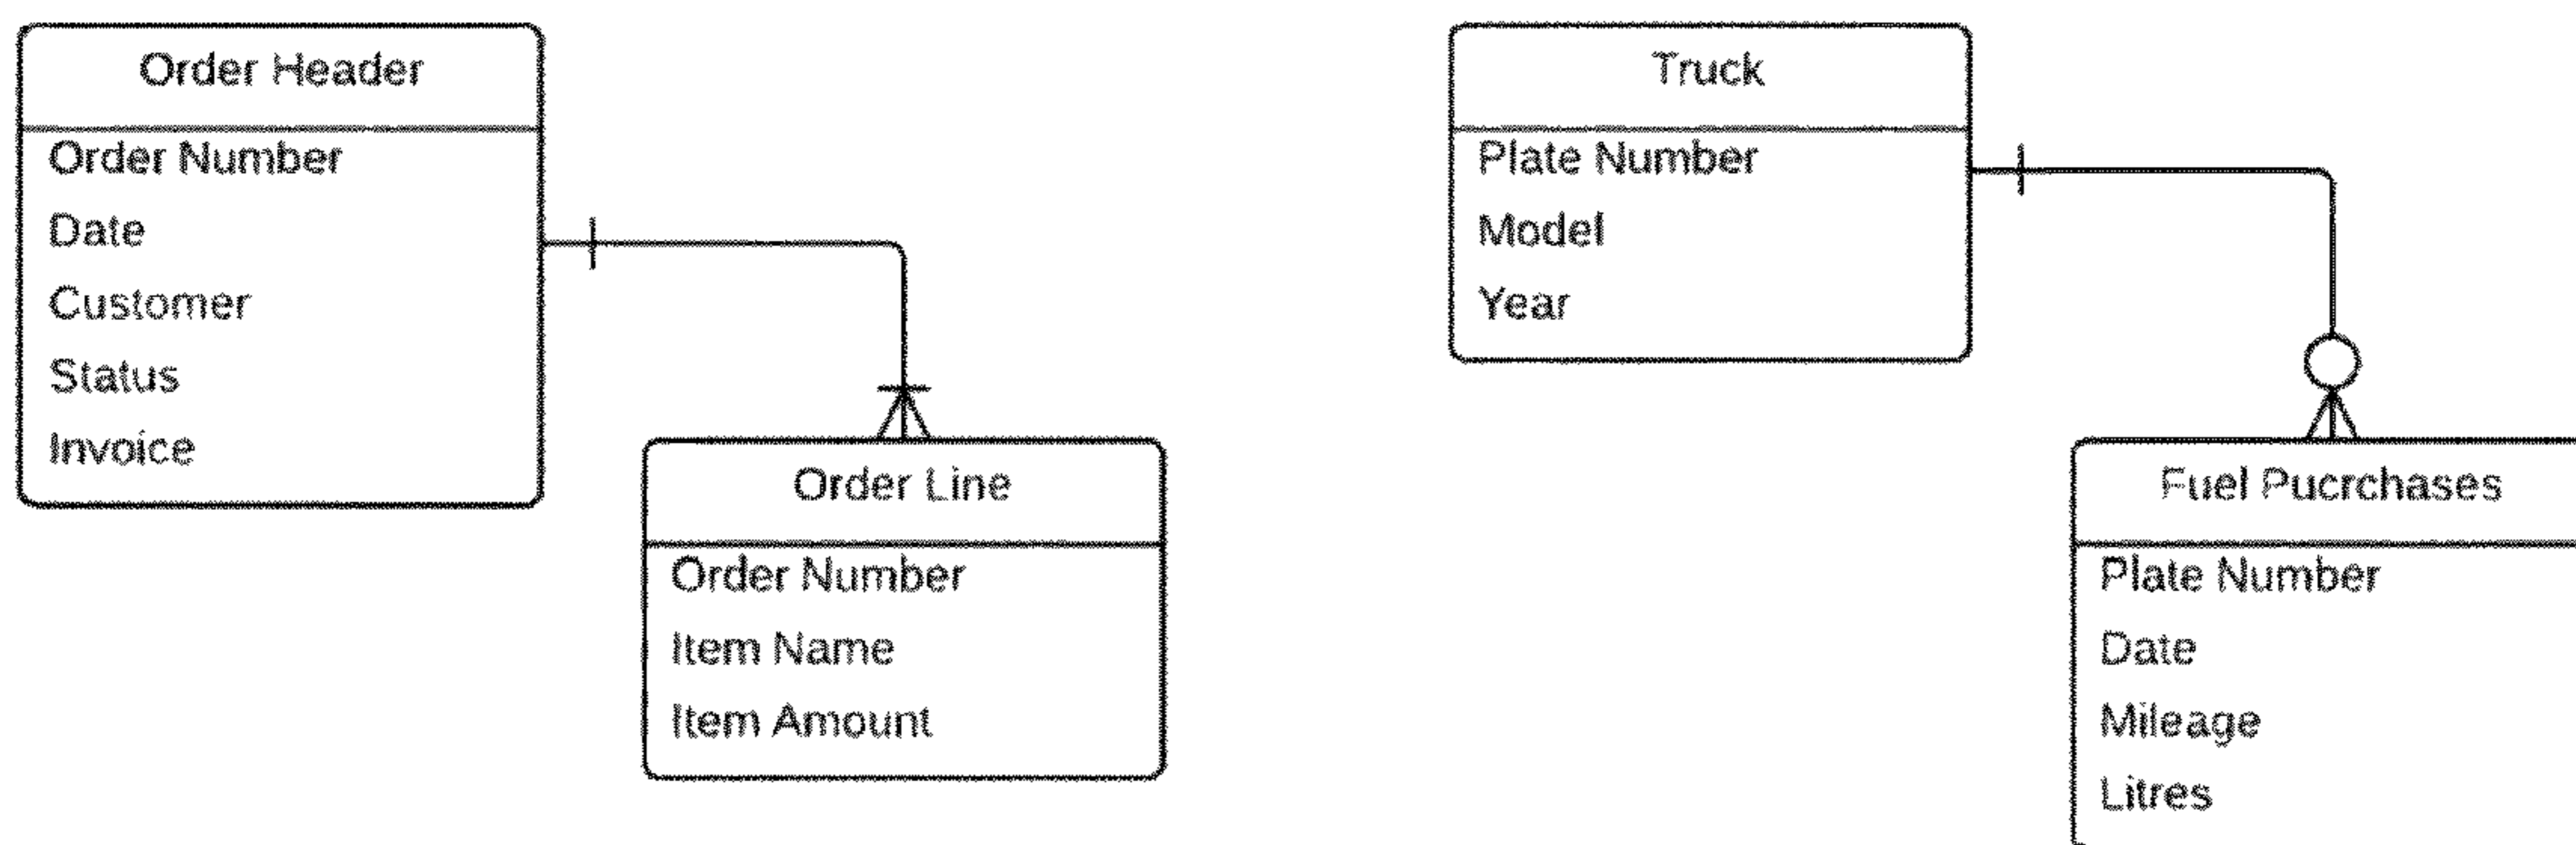 Order Header
Order Number
Date
Customer
Status
Invoice
Order Line
Order Number
Item Name
Item Amount
Truck
Plate Number
Model
Year
Fuel Pucrchases
Plate Number
Date
Mileage
Litres